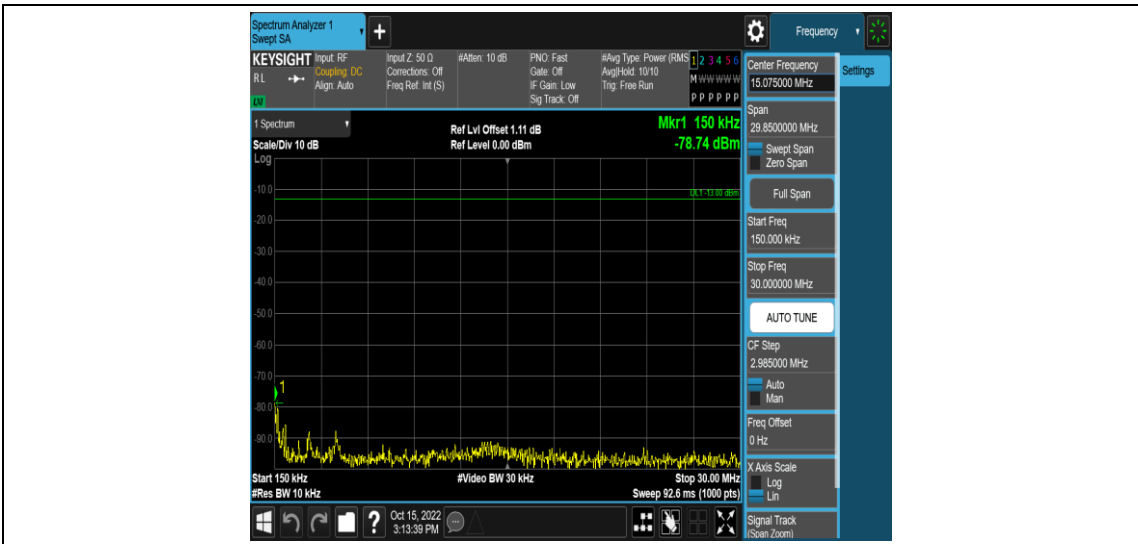 Spectrum Analyzer 1
Swept SA
Frequency
KEYSIGHT
RL
LXI
Input: RF
Coupling: DC
Align: Auto
Input Z: 50 Ω
Corrections: Off
Freq Ref: Int (S)
#Atten: 10 dB
PNO: Fast
Gate: Off
IF Gain: Low
Sig Track: Off
#Avg Type: Power (RMS
Avg|Hold: 10/10
Trig: Free Run
1 2 3 4 5 6
M W W W W W
P P P P P P
Center Frequency
15.075000 MHz
Settings
1 Spectrum
Scale/Div 10 dB
Log
Ref Lvl Offset 1.11 dB
Ref Level 0.00 dBm
Mkr1 150 kHz
-78.74 dBm
Span
29.8500000 MHz
Swept Span
Zero Span
DL1 -13.00 dBm
-10.0
-20.0
-30.0
-40.0
-50.0
-60.0
-70.0
-80.0
-90.0
1
Full Span
Start Freq
150.000 kHz
Stop Freq
30.000000 MHz
AUTO TUNE
CF Step
2.985000 MHz
Auto
Man
Freq Offset
0 Hz
X Axis Scale
Log
Lin
Signal Track
(Span Zoom)
Start 150 kHz
#Video BW 30 kHz
Stop 30.00 MHz
#Res BW 10 kHz
Sweep 92.6 ms (1000 pts)
?
Oct 15, 2022
3:13:39 PM